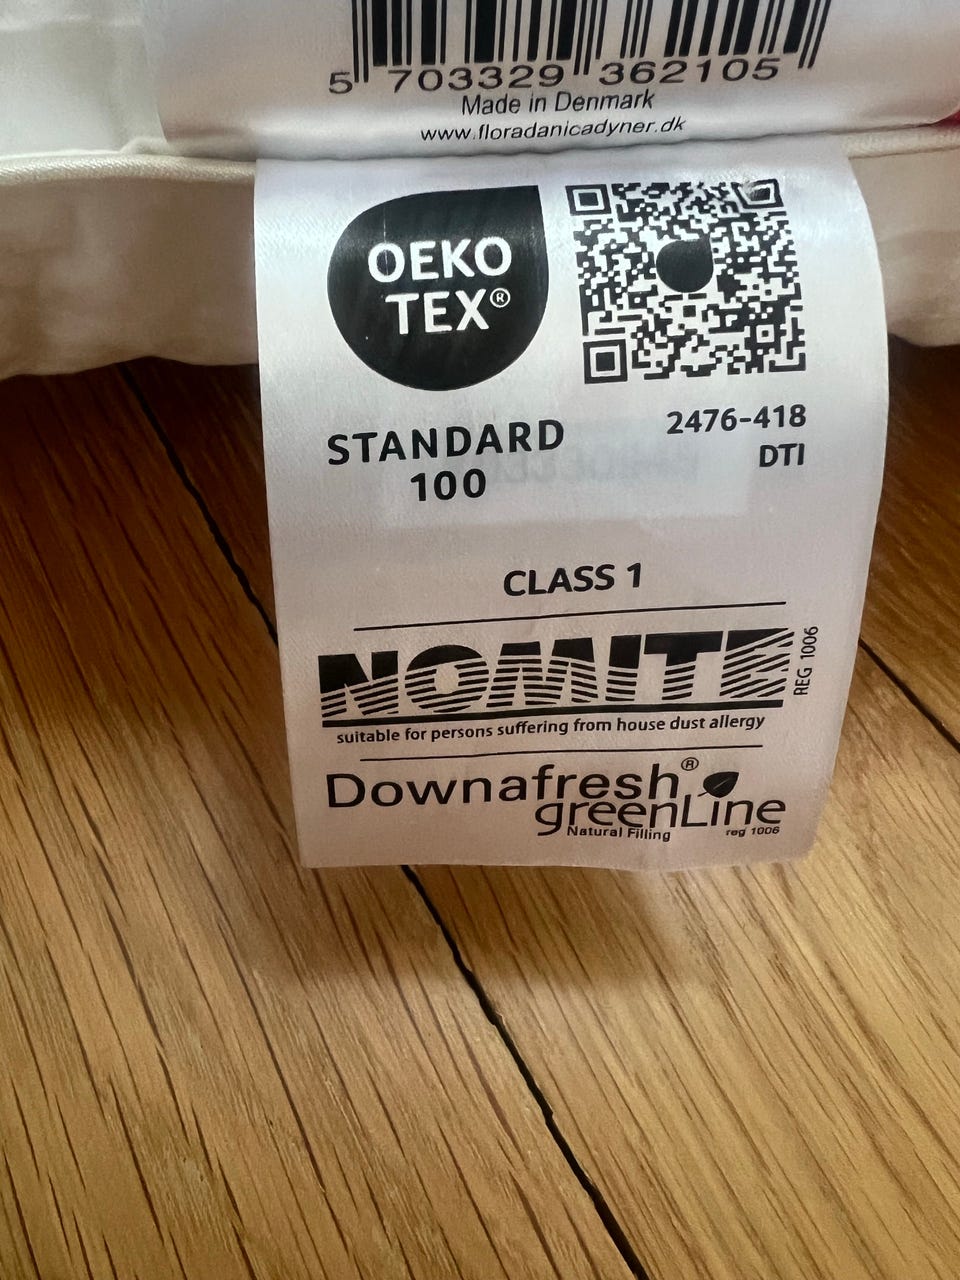 5 703329 362105
Made in Denmark
www.floradanicadyner.dk
OEKO
TEX®
STANDARD
100
2476-418
DTI
CLASS 1
NOMITE
REG 1006
suitable for persons suffering from house dust allergy
Downafresh®
greenLine
Natural Filling
reg 1006